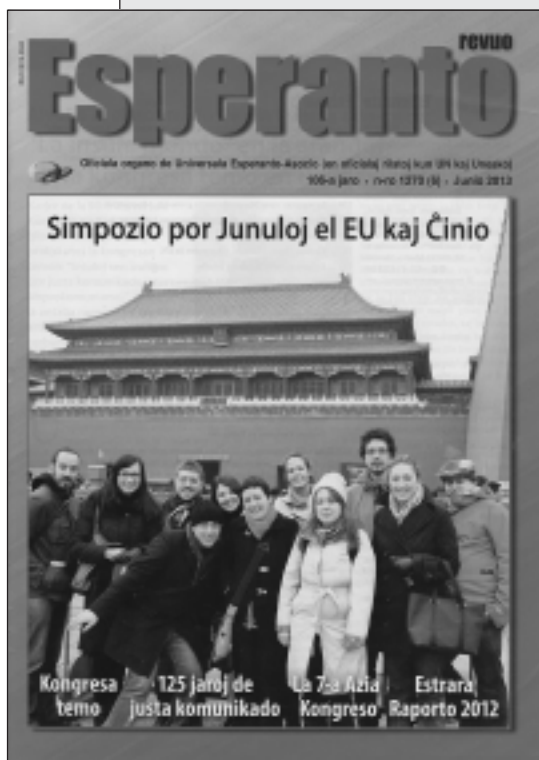 revuo
Esperanto
Oficiala organo de Universala Esperanto-Asocio (en oficialaj rilatoj kun UN kaj Unesko)
106-a jaro • n-ro 1270 (6) • Junio 2013
Simpozio por Junuloj el EU kaj Ĉinio
Kongresa temo
125 jaroj de justa komunikado
La 7-a Azia Kongreso
Estrara Raporto 2012